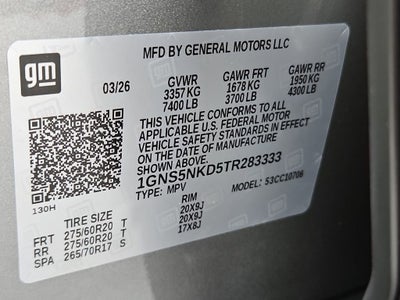 gm
MFD BY GENERAL MOTORS LLC
03/26 GVWR GAWR FRT GAWR RR
3357 KG 1678 KG 1950 KG
7400 LB 3700 LB 4300 LB
THIS VEHICLE CONFORMS TO ALL
APPLICABLE U.S. FEDERAL MOTOR
VEHICLE SAFETY STANDARDS IN EFFECT
ON THE DATE OF MANUFACTURE
SHOWN ABOVE.
1GNS5NKD5TR283333
130H TYPE: MPV MODEL: 53CC10706
TIRE SIZE RIM
FRT 275/60R20 T 20X9J
RR 275/60R20 T 20X9J
SPA 265/70R17 S 17X8J